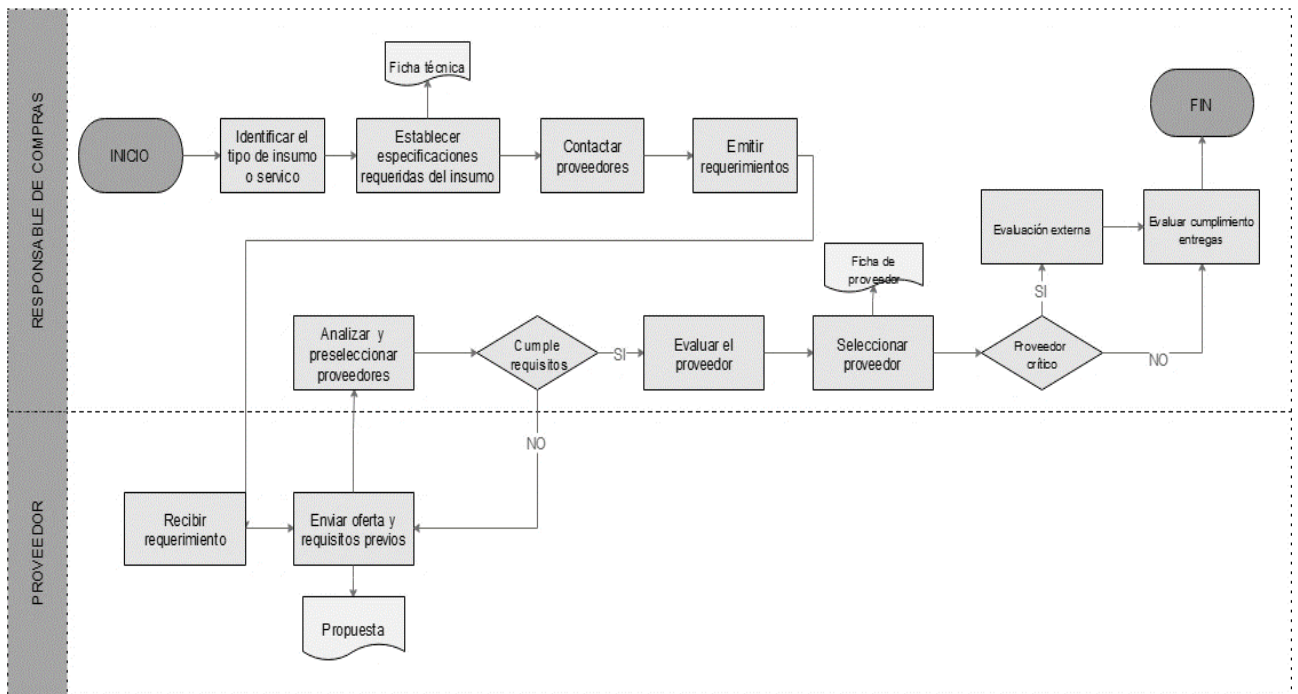 RESPONSABLE DE COMPRAS
Ficha técnica
INICIO
Identificar el
tipo de insumo
o servico
Establecer
especificaciones
requeridas del insumo
Contactar
proveedores
Emitir
requerimientos
FIN
Evaluación externa
Evaluar cumplimiento
entregas
Ficha de
proveedor
SI
Analizar y
preseleccionar
proveedores
Cumple
requisitos
SI
Evaluar el
proveedor
Seleccionar
proveedor
Proveedor
crítico
NO
NO
PROVEEDOR
Recibir
requerimiento
Enviar oferta y
requisitos previos
Propuesta